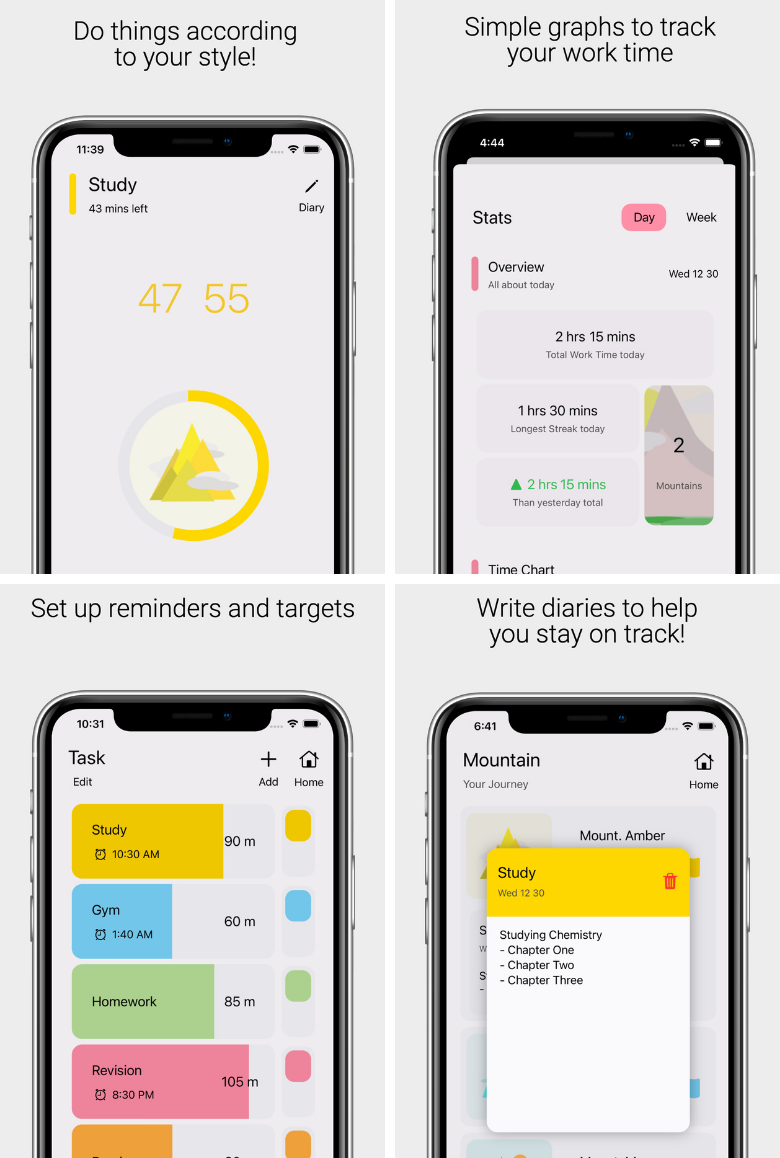 Do things according
to your style!
11:39
Study
43 mins left
Diary
47 55
Simple graphs to track
your work time
4:44
Stats
Day
Week
Overview
All about today
Wed 12 30
2 hrs 15 mins
Total Work Time today
1 hrs 30 mins
Longest Streak today
2 hrs 15 mins
Than yesterday total
2
Mountains
Time Chart
Set up reminders and targets
10:31
Task
Edit
Add
Home
Study
10:30 AM
90 m
Gym
1:40 AM
60 m
Homework
85 m
Revision
8:30 PM
105 m
Write diaries to help
you stay on track!
6:41
Mountain
Your Journey
Home
Mount. Amber
Study
Wed 12 30
Studying Chemistry
- Chapter One
- Chapter Two
- Chapter Three